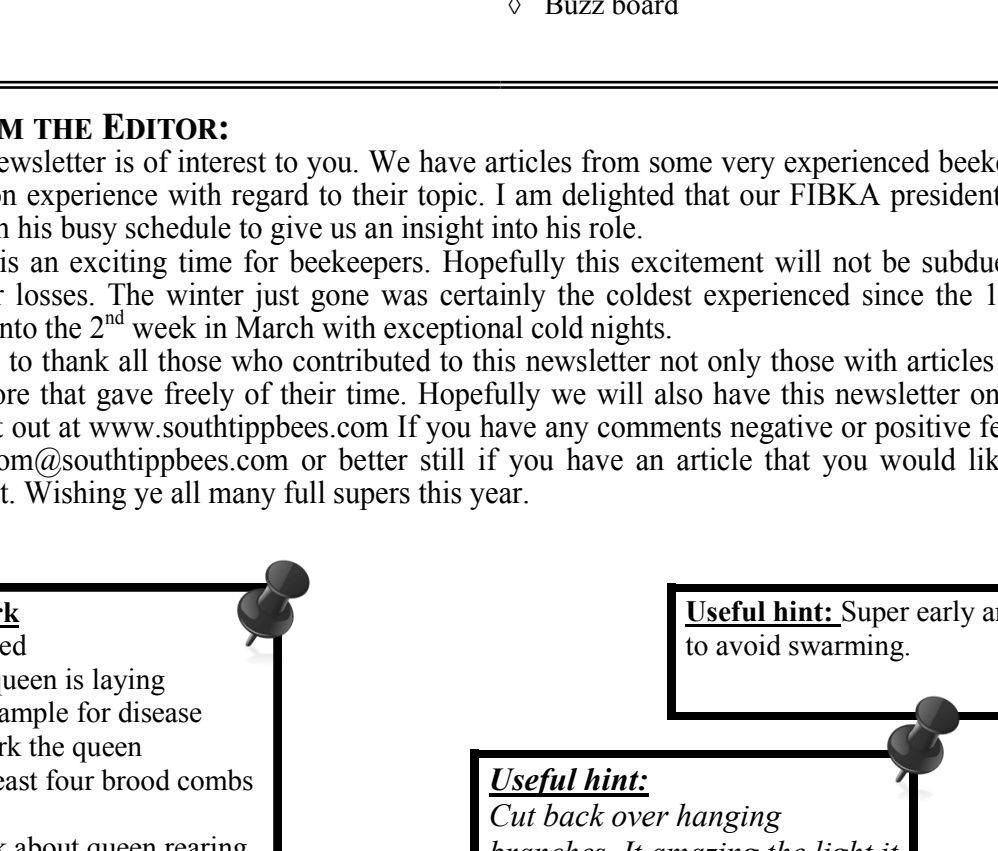 ◊ Buzz board
M THE EDITOR:
ewsletter is of interest to you. We have articles from some very experienced beeke
on experience with regard to their topic. I am delighted that our FIBKA president
n his busy schedule to give us an insight into his role.
is an exciting time for beekeepers. Hopefully this excitement will not be subdue
r losses. The winter just gone was certainly the coldest experienced since the 1
nto the 2nd week in March with exceptional cold nights.
to thank all those who contributed to this newsletter not only those with articles
ore that gave freely of their time. Hopefully we will also have this newsletter on
t out at www.southtippbees.com If you have any comments negative or positive fe
om@southtippbees.com or better still if you have an article that you would lik
t. Wishing ye all many full supers this year.
rk
ed
ueen is laying
ample for disease
rk the queen
east four brood combs
k about queen rearing
Useful hint: Super early an
to avoid swarming.
Useful hint:
Cut back over hanging
branches. It amazing the light it